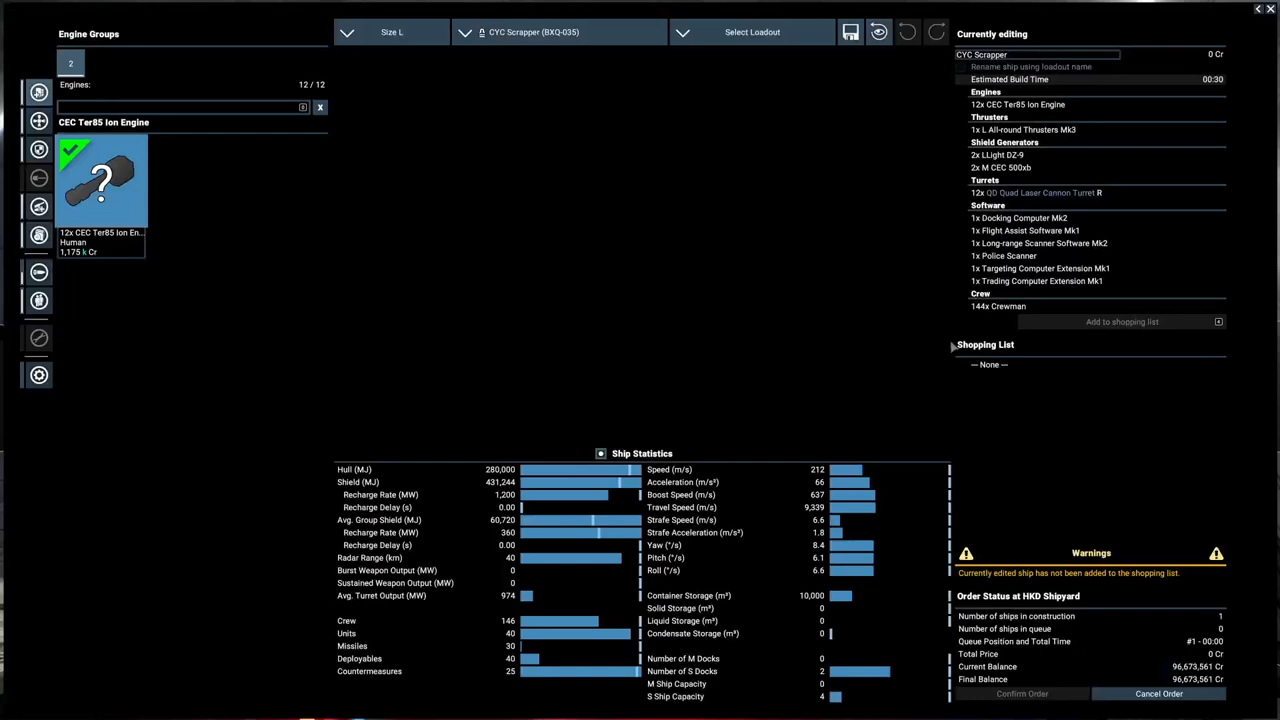 Engine Groups
2
Engines: 12 / 12
x
CEC Ter85 Ion Engine
?
12x CEC Ter85 Ion En...
Human
1,175 k Cr
Size L
CYC Scrapper (BXQ-035)
Select Loadout
Ship Statistics
Hull (MJ) 280,000
Shield (MJ) 431,244
Recharge Rate (MW) 1,200
Recharge Delay (s) 0.00
Avg. Group Shield (MJ) 60,720
Recharge Rate (MW) 360
Recharge Delay (s) 0.00
Radar Range (km) 40
Burst Weapon Output (MW) 0
Sustained Weapon Output (MW) 0
Avg. Turret Output (MW) 974
Crew 146
Units 40
Missiles 30
Deployables 40
Countermeasures 25
Speed (m/s) 212
Acceleration (m/s²) 66
Boost Speed (m/s) 637
Travel Speed (m/s) 9,339
Strafe Speed (m/s) 6.6
Strafe Acceleration (m/s²) 1.8
Yaw (°/s) 8.4
Pitch (°/s) 6.1
Roll (°/s) 6.6
Container Storage (m³) 10,000
Solid Storage (m³) 0
Liquid Storage (m³) 0
Condensate Storage (m³) 0
Number of M Docks 0
Number of S Docks 2
M Ship Capacity 0
S Ship Capacity 4
Currently editing
CYC Scrapper 0 Cr
Rename ship using loadout name
Estimated Build Time 00:30
Engines
12x CEC Ter85 Ion Engine
Thrusters
1x L All-round Thrusters Mk3
Shield Generators
2x LLight DZ-9
2x M CEC 500xb
Turrets
12x QD Quad Laser Cannon Turret R
Software
1x Docking Computer Mk2
1x Flight Assist Software Mk1
1x Long-range Scanner Software Mk2
1x Police Scanner
1x Targeting Computer Extension Mk1
1x Trading Computer Extension Mk1
Crew
144x Crewman
Add to shopping list
Shopping List
— None —
Warnings
Currently edited ship has not been added to the shopping list.
Order Status at HKD Shipyard
Number of ships in construction 1
Number of ships in queue 0
Queue Position and Total Time #1 - 00:00
Total Price 0 Cr
Current Balance 96,673,561 Cr
Final Balance 96,673,561 Cr
Confirm Order
Cancel Order